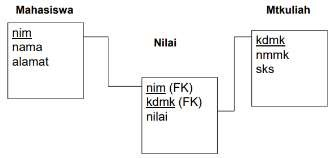 Mahasiswa
nim
nama
alamat
Nilai
nim (FK)
kdmk (FK)
nilai
Mtkuliah
kdmk
nmmk
sks